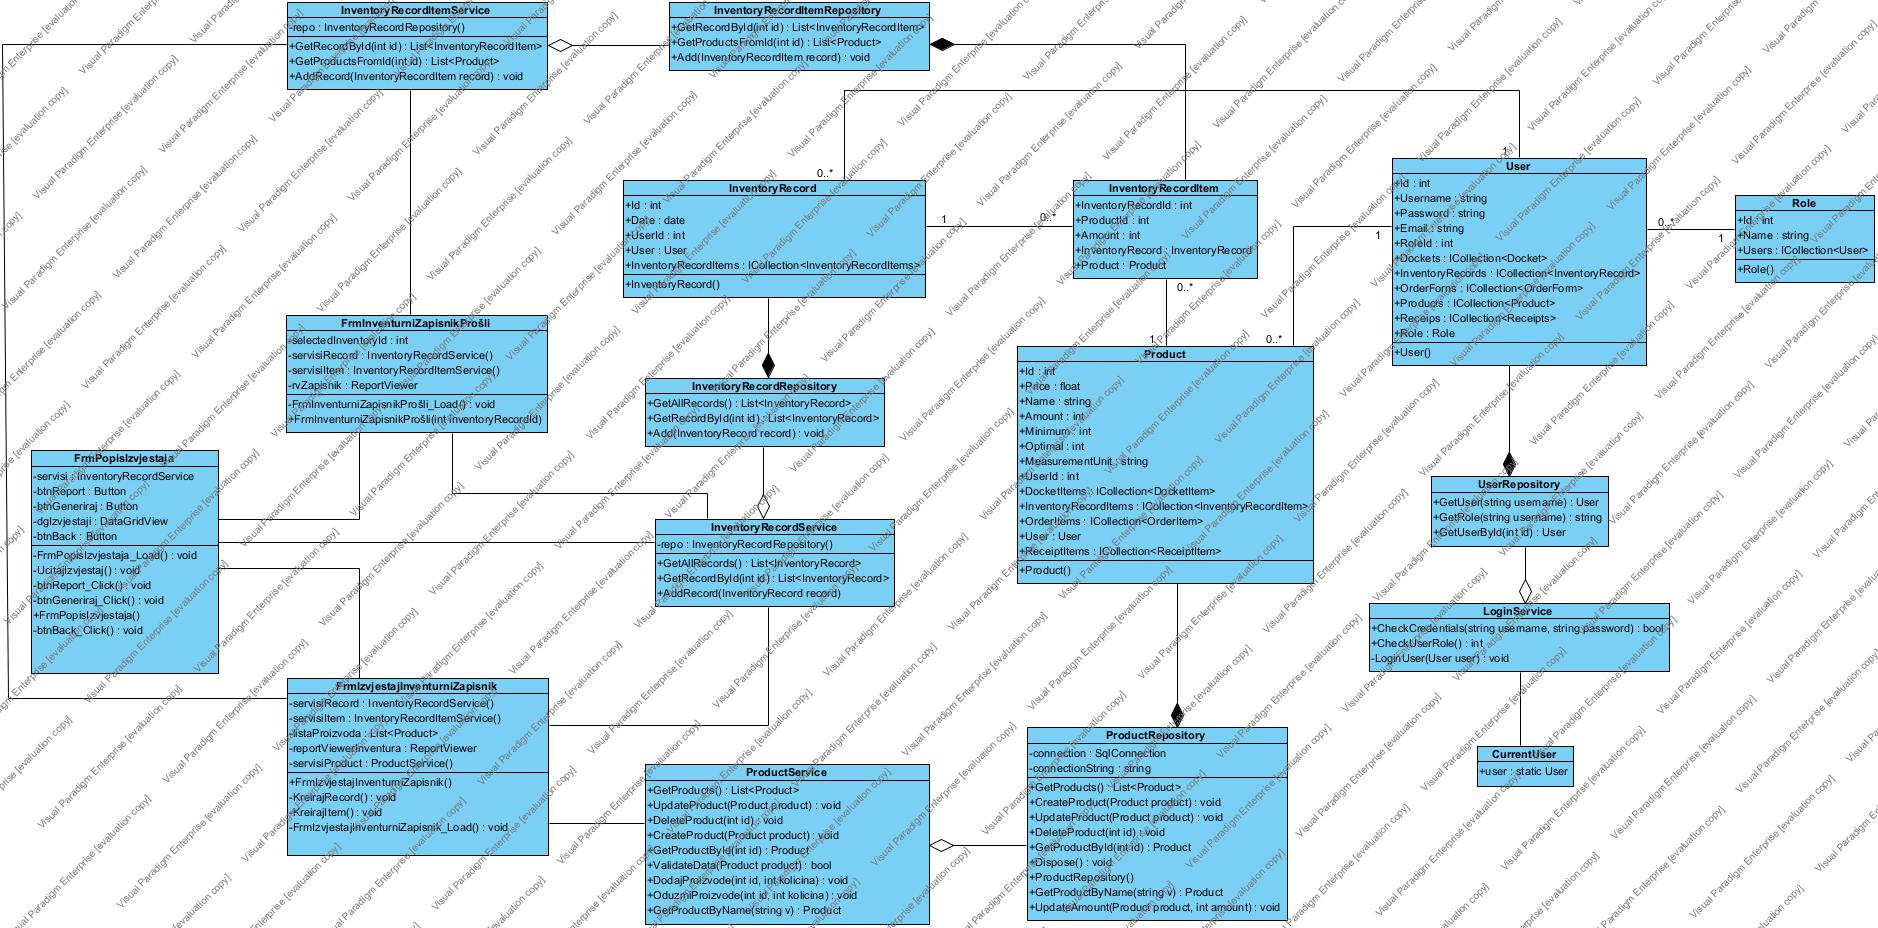 InventoryRecordItemService
-repo : InventoryRecordRepository()
+GetRecordById(int id) : List<InventoryRecordItem>
+GetProductsFromId(int id) : List<Product>
+AddRecord(InventoryRecordItem record) : void
InventoryRecordItemRepository
+GetRecordById(int id) : List<InventoryRecordItem>
+GetProductsFromId(int id) : List<Product>
+Add(InventoryRecordItem record) : void
InventoryRecord
+Id : int
+Date : date
+UserId : int
+User : User
+InventoryRecordItems : ICollection<InventoryRecordItems>
+InventoryRecord()
0..*
1
0..*
InventoryRecordItem
+InventoryRecordId : int
+ProductId : int
+Amount : int
+InventoryRecord : InventoryRecord
+Product : Product
0..*
1
0..*
1
1
User
+Id : int
+Username : string
+Password : string
+Email : string
+RoleId : int
+Dockets : ICollection<Docket>
+InventoryRecords : ICollection<InventoryRecord>
+OrderForns : ICollection<OrderForm>
+Products : ICollection<Product>
+Receips : ICollection<Receipts>
+Role : Role
+User()
0..*
1
Role
+Id : int
+Name : string
+Users : ICollection<User>
+Role()
FrmInventurniZapisnikProšli
-selectedInventoryId : int
-servisiRecord : InventoryRecordService()
-servisiItem : InventoryRecordItemService()
-rvZapisnik : ReportViewer
-FrmInventurniZapisnikProšli_Load() : void
+FrmInventurniZapisnikProšli(int inventoryRecordId)
InventoryRecordRepository
+GetAllRecords() : List<InventoryRecord>
+GetRecordById(int id) : List<InventoryRecord>
+Add(InventoryRecord record) : void
Product
+Id : int
+Price : float
+Name : string
+Amount : int
+Minimum : int
+Optimal : int
+MeasurementUnit : string
+UserId : int
+DocketItems : ICollection<DocketItem>
+InventoryRecordItems : ICollection<InventoryRecordItem>
+OrderItems : ICollection<OrderItem>
+User : User
+ReceiptItems : ICollection<ReceiptItem>
+Product()
FrmPopisIzvjestaja
-servisi : InventoryRecordService
-btnReport : Button
-btnGeneriraj : Button
-dgIzvjestaji : DataGridView
-btnBack : Button
-FrmPopisIzvjestaja_Load() : void
-UcitajIzvjestaj() : void
-btnReport_Click() : void
-btnGeneriraj_Click() : void
+FrmPopisIzvjestaja()
-btnBack_Click() : void
InventoryRecordService
-repo : InventoryRecordRepository()
+GetAllRecords() : List<InventoryRecord>
+GetRecordById(int id) : List<InventoryRecord>
+AddRecord(InventoryRecord record)
UserRepository
+GetUser(string username) : User
+GetRole(string username) : string
+GetUserById(int id) : User
LoginService
+CheckCredentials(string username, string password) : bool
+CheckUserRole() : int
-LoginUser(User user) : void
CurrentUser
+user : static User
FrmIzvjestajInventurniZapisnik
-servisiRecord : InventoryRecordService()
-servisiItem : InventoryRecordItemService()
-listaProizvoda : List<Product>
-reportViewerInventura : ReportViewer
-servisiProduct : ProductService()
+FrmIzvjestajInventurniZapisnik()
-KreirajRecord() : void
-KreirajItem() : void
-FrmIzvjestajInventurniZapisnik_Load() : void
ProductService
+GetProducts() : List<Product>
+UpdateProduct(Product product) : void
+DeleteProduct(int id) : void
+CreateProduct(Product product) : void
+GetProductById(int id) : Product
+ValidateData(Product product) : bool
+DodajProizvode(int id, int kolicina) : void
+OduzmiProizvode(int id, int kolicina) : void
+GetProductByName(string v) : Product
ProductRepository
-connection : SqlConnection
-connectionString : string
+GetProducts() : List<Product>
+CreateProduct(Product product) : void
+UpdateProduct(Product product) : void
+DeleteProduct(int id) : void
+GetProductById(int id) : Product
+Dispose() : void
+ProductRepository()
+GetProductByName(string v) : Product
+UpdateAmount(Product product, int amount) : void
Visual Paradigm Enterprise [evaluation copy]